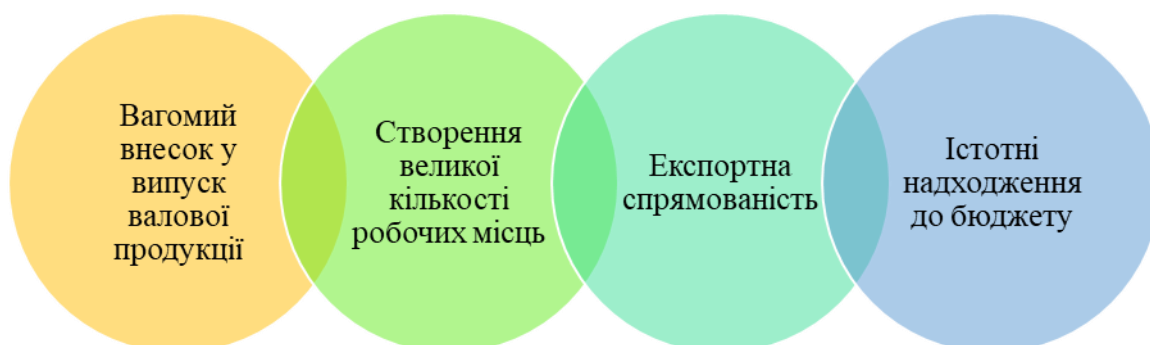 Вагомий
внесок у
випуск
валової
продукції
Створення
великої
кількості
робочих місць
Експортна
спрямованість
Істотні
надходження
до бюджету